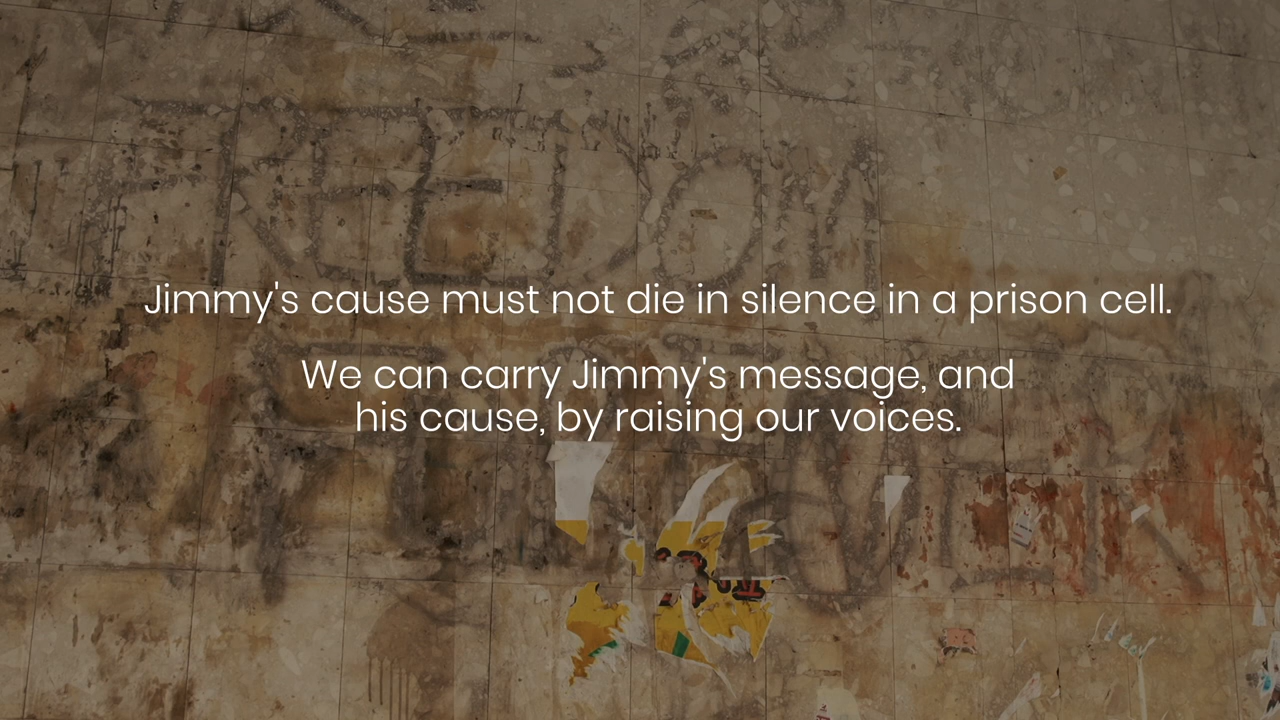 FREEDOM
Jimmy's cause must not die in silence in a prison cell.
We can carry Jimmy's message, and
his cause, by raising our voices.